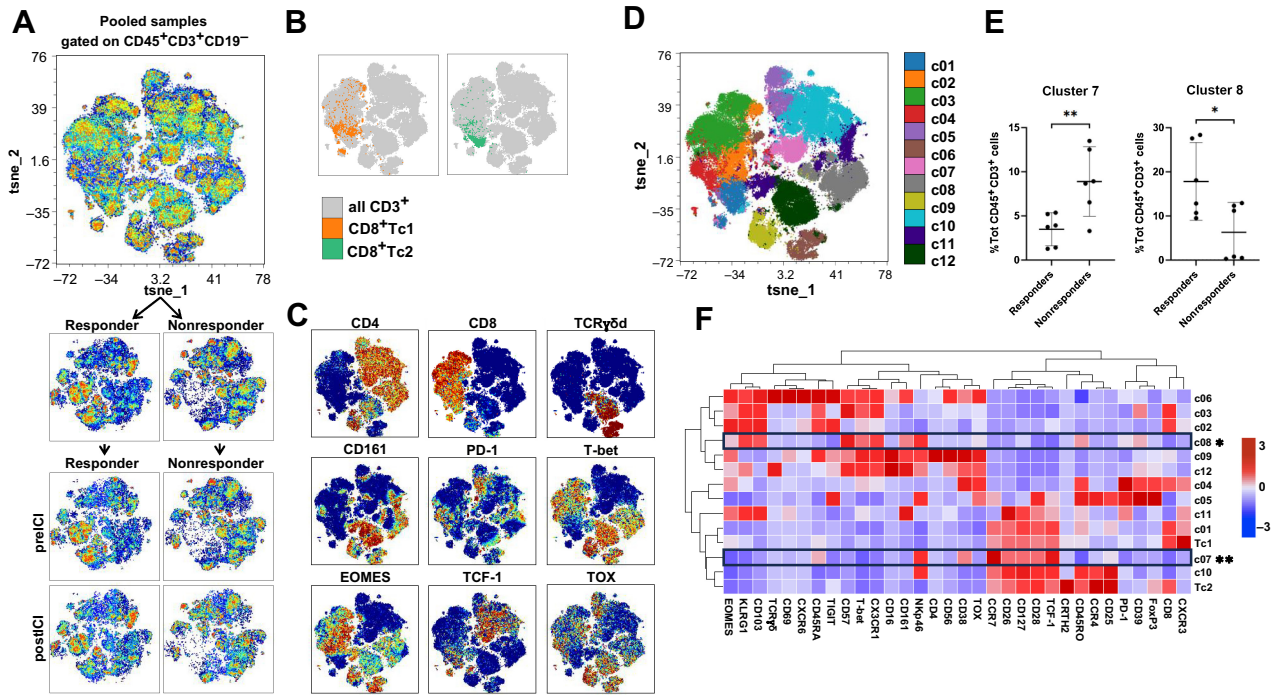 A
Pooled samples
gated on CD45+CD3+CD19–
76
39
1.6
−35
−72
tsne_2
−72
−34
3.2
41
78
tsne_1
Responder
Nonresponder
Responder
Nonresponder
preICI
postICI
B
all CD3+
CD8+Tc1
CD8+Tc2
C
CD4
CD8
TCRγδd
CD161
PD-1
T-bet
EOMES
TCF-1
TOX
D
76
39
1.6
−35
−72
tsne_2
−72
−34
3.2
41
78
tsne_1
c01
c02
c03
c04
c05
c06
c07
c08
c09
c10
c11
c12
E
Cluster 7
**
15
10
5
0
% Tot CD45+ CD3+ cells
Responders
Nonresponders
Cluster 8
*
30
20
10
0
% Tot CD45+ CD3+ cells
Responders
Nonresponders
F
c06
c03
c02
c08 *
c09
c12
c04
c05
c11
c01
Tc1
c07 **
c10
Tc2
3
0
−3
EOMES
KLRG1
CD103
TCRγδ
CD69
CXCR6
CD45RA
TIGIT
CD57
T-bet
CX3CR1
CD16
CD161
NKp46
CD4
CD56
CD38
TOX
CCR7
CD226
CD127
CD28
TCF-1
CRTH2
CD45RO
CCR4
CD25
PD-1
CD39
FoxP3
CD8
CXCR3